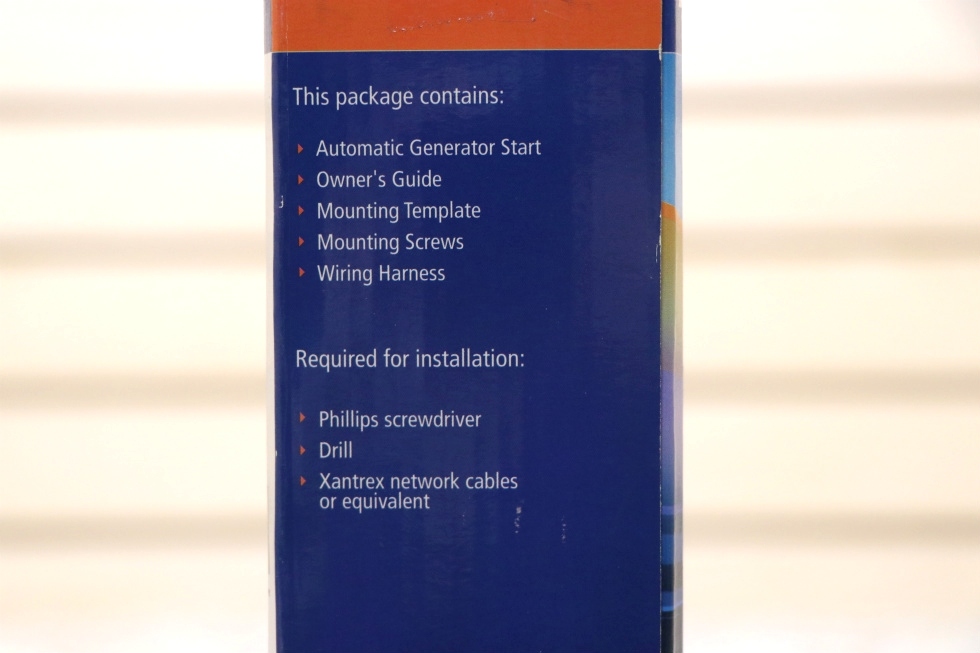 This package contains:
Automatic Generator Start
Owner's Guide
Mounting Template
Mounting Screws
Wiring Harness
Required for installation:
Phillips screwdriver
Drill
Xantrex network cables
or equivalent